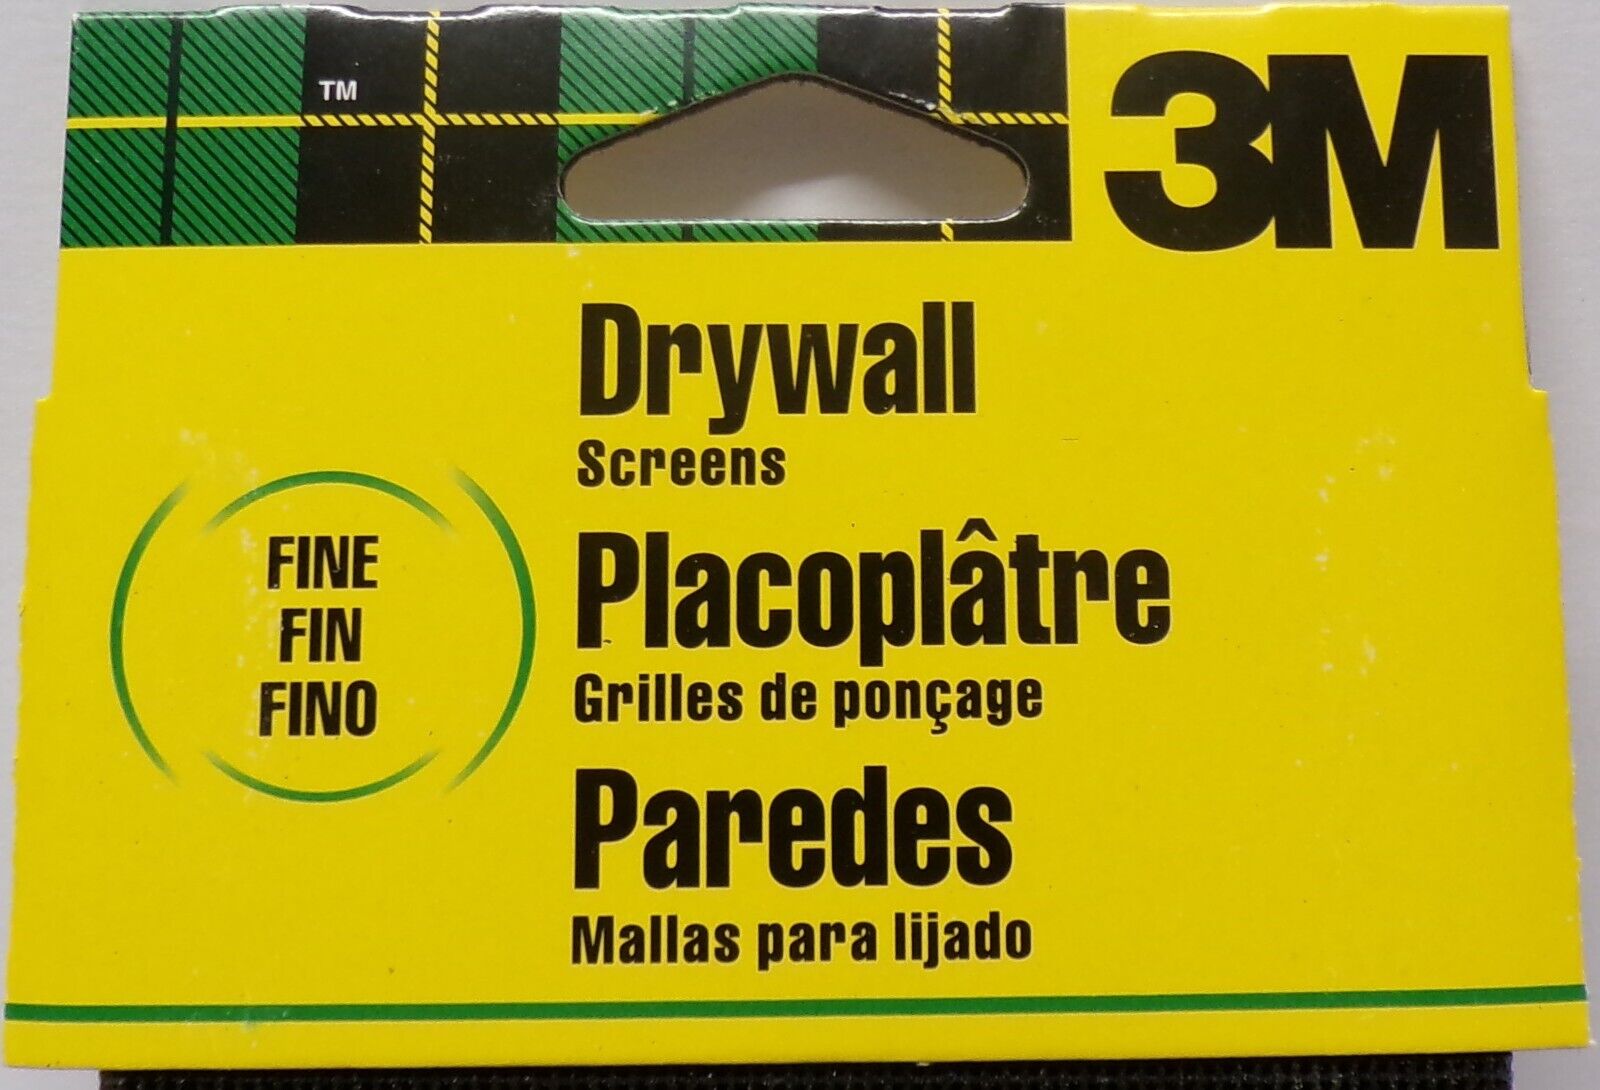 TM
3M
Drywall
Screens
FINE
FIN
FINO
Placoplâtre
Grilles de ponçage
Paredes
Mallas para lijado